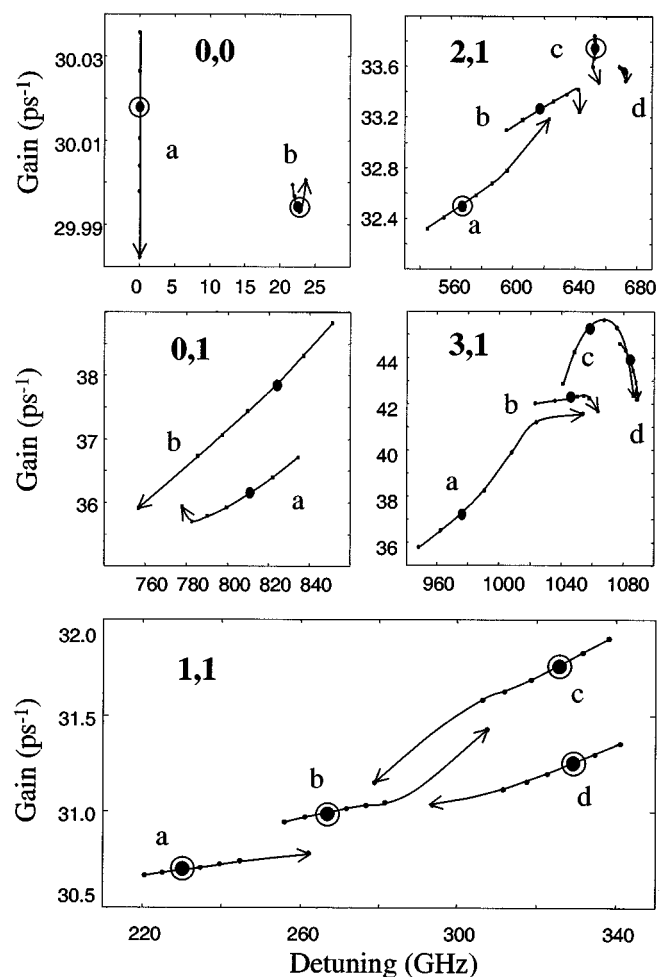 0,0
Gain (ps-1)
30.03
30.01
29.99
a
b
0 5 10 15 20 25
2,1
33.6
33.2
32.8
32.4
a
b
c
d
560 600 640 680
0,1
Gain (ps-1)
38
37
36
35
b
a
760 780 800 820 840
3,1
44
42
40
38
36
a
b
c
d
960 1000 1040 1080
1,1
Gain (ps-1)
32.0
31.5
31.0
30.5
a
b
c
d
220 260 300 340
Detuning (GHz)